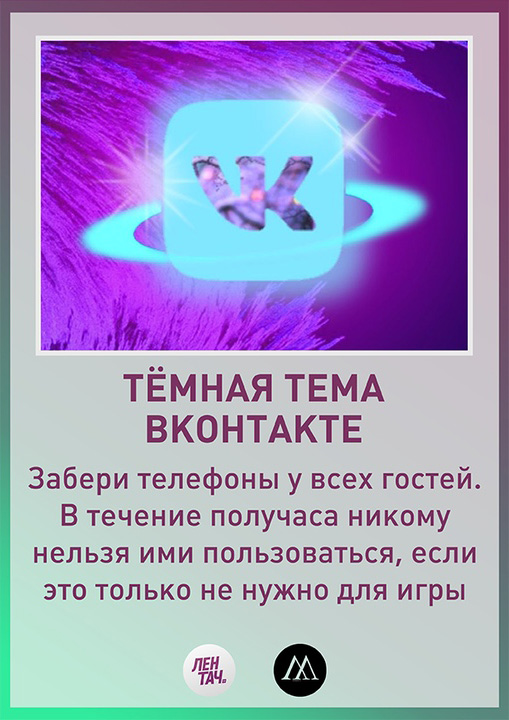 VK
ТЁМНАЯ ТЕМА
ВКОНТАКТЕ
Забери телефоны у всех гостей.
В течение получаса никому
нельзя ими пользоваться, если
это только не нужно для игры
ЛЕН
ТАЧ.